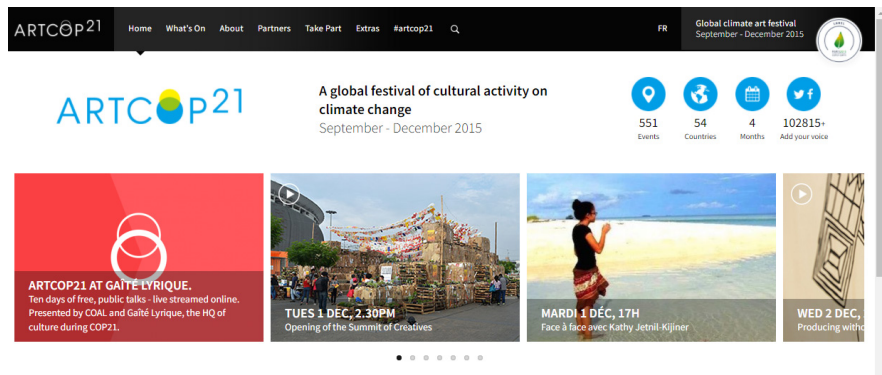 ARTCOP21
Home What's On About Partners Take Part Extras #artcop21
FR
Global climate art festival
September - December 2015
ARTCOP21
A global festival of cultural activity on
climate change
September - December 2015
551
Events
54
Countries
4
Months
102815+
Add your voice
ARTCOP21 AT GAÎTÉ LYRIQUE.
Ten days of free, public talks - live streamed online.
Presented by COAL and Gaîté Lyrique, the HQ of
culture during COP21.
TUES 1 DEC, 2.30PM
Opening of the Summit of Creatives
MARDI 1 DÉC, 17H
Face à face avec Kathy Jetnil-Kijiner
WED 2 DEC,
Producing witho